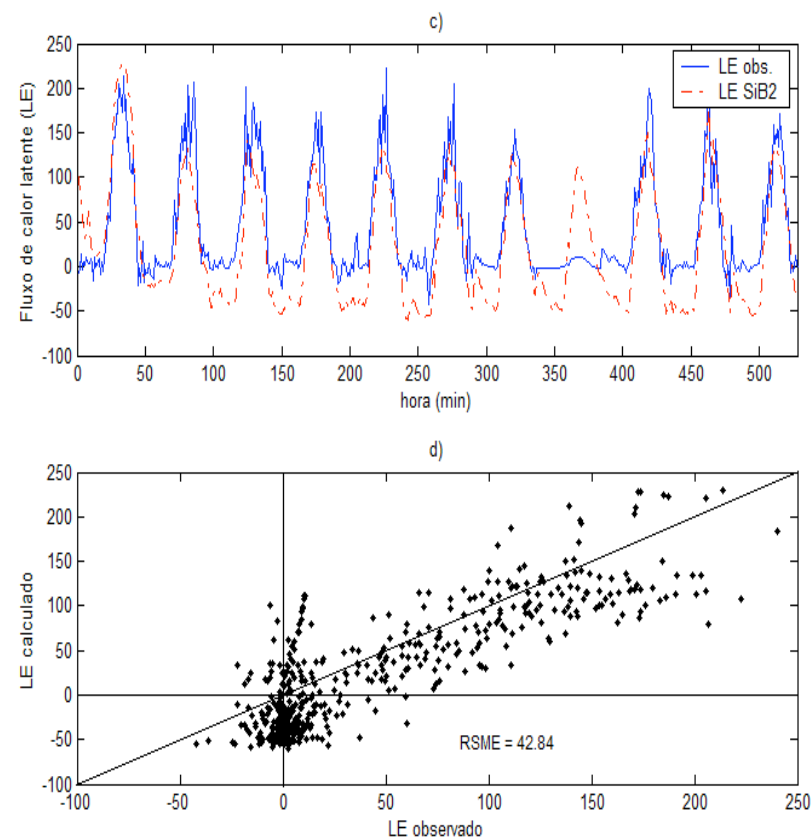 c)
Fluxo de calor latente (LE)
250
200
150
100
50
0
-50
-100
LE obs.
LE SiB2
0 50 100 150 200 250 300 350 400 450 500
hora (min)
d)
LE calculado
250
200
150
100
50
0
-50
-100
RSME = 42.84
-100 -50 0 50 100 150 200 250
LE observado